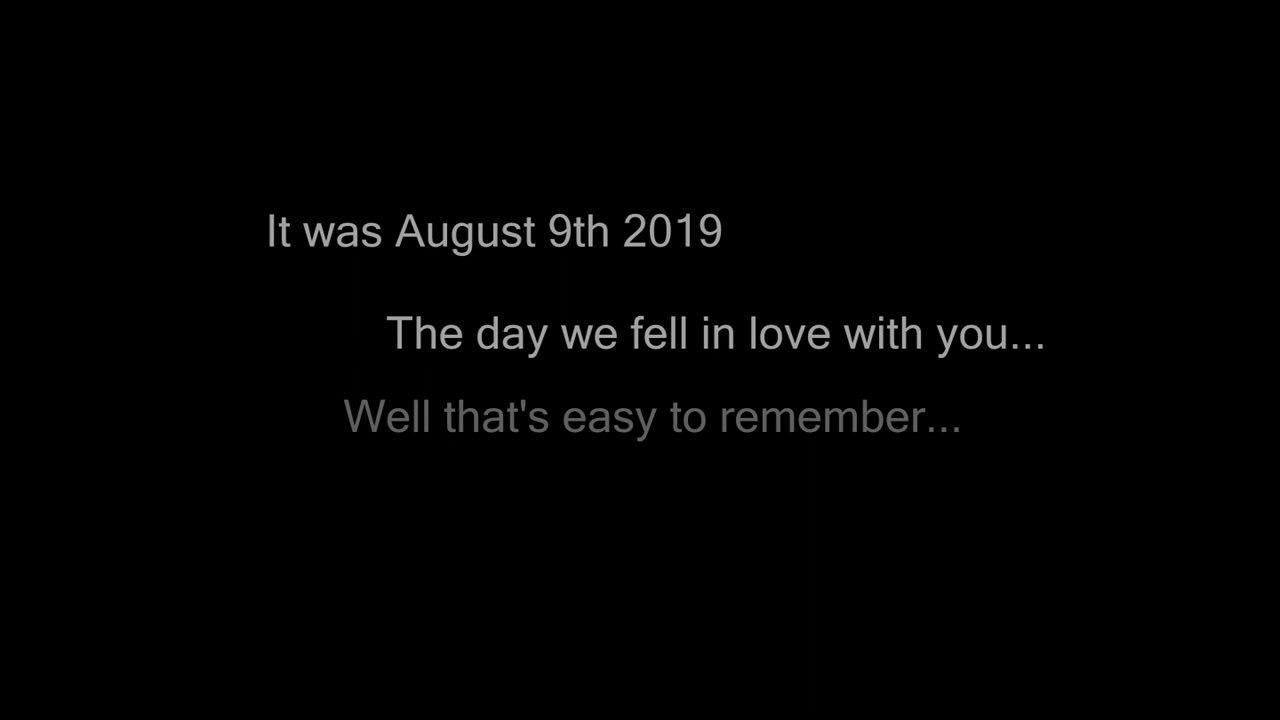 It was August 9th 2019
The day we fell in love with you...
Well that's easy to remember...